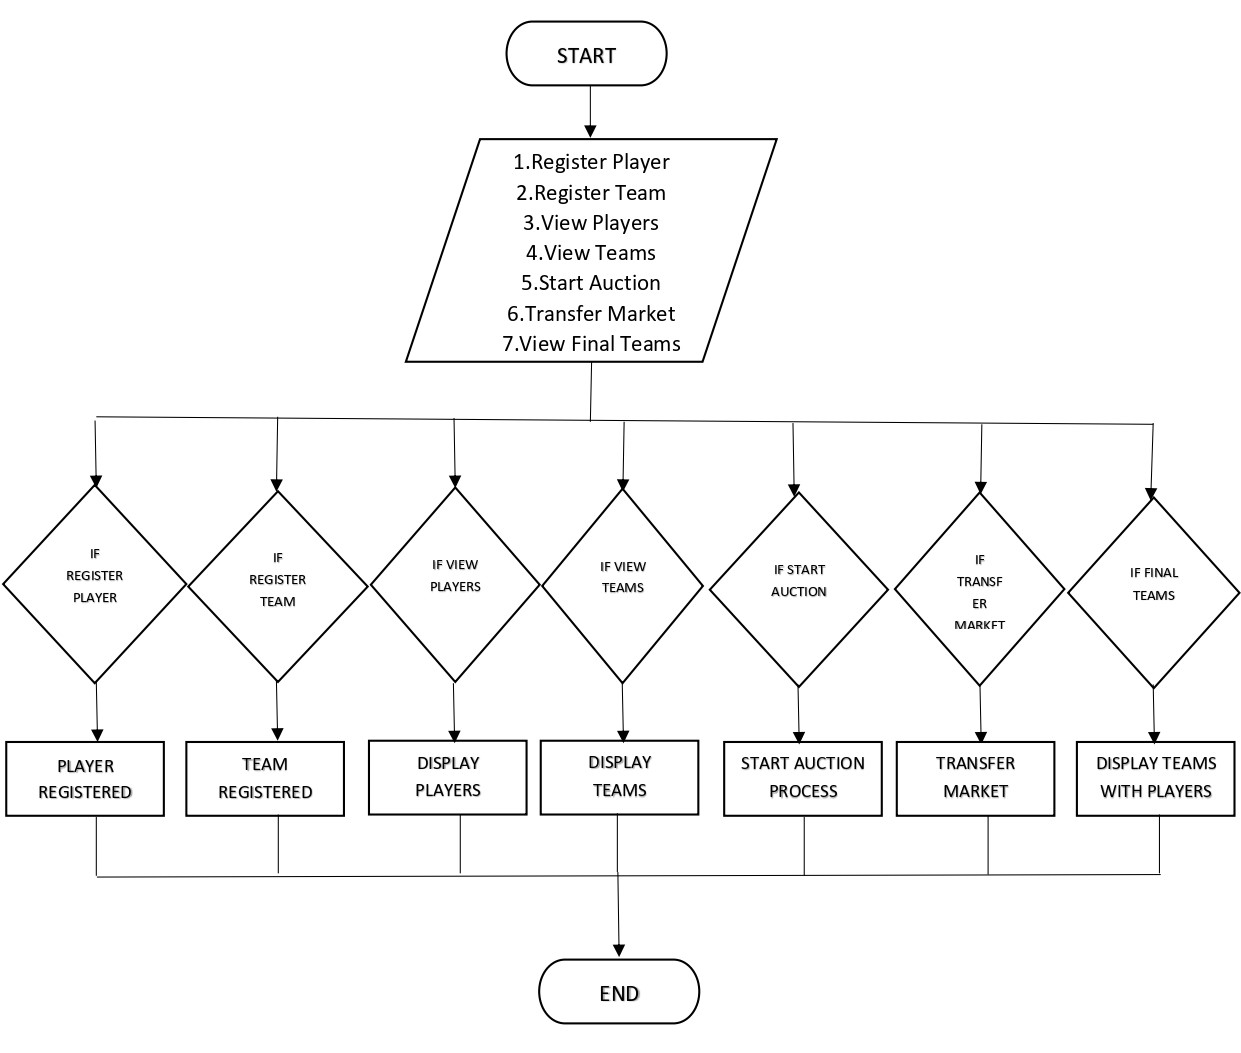 START
1.Register Player
2.Register Team
3.View Players
4.View Teams
5.Start Auction
6.Transfer Market
7.View Final Teams
IF
REGISTER
PLAYER
IF
REGISTER
TEAM
IF VIEW
PLAYERS
IF VIEW
TEAMS
IF START
AUCTION
IF
TRANSF
ER
MARKET
IF FINAL
TEAMS
PLAYER
REGISTERED
TEAM
REGISTERED
DISPLAY
PLAYERS
DISPLAY
TEAMS
START AUCTION
PROCESS
TRANSFER
MARKET
DISPLAY TEAMS
WITH PLAYERS
END